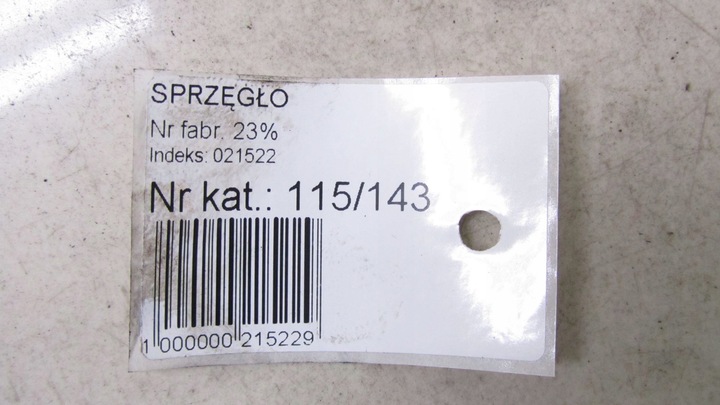 SPRZĘGŁO
Nr fabr. 23%
Indeks: 021522
Nr kat.: 115/143
1 000000 215229